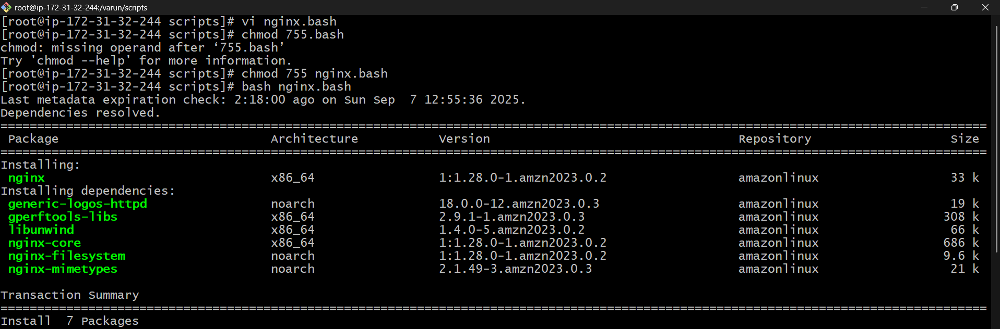 root@ip-172-31-32-244:/varun/scripts
[root@ip-172-31-32-244 scripts]# vi nginx.bash
[root@ip-172-31-32-244 scripts]# chmod 755.bash
chmod: missing operand after ‘755.bash’
Try 'chmod --help' for more information.
[root@ip-172-31-32-244 scripts]# chmod 755 nginx.bash
[root@ip-172-31-32-244 scripts]# bash nginx.bash
Last metadata expiration check: 2:18:00 ago on Sun Sep  7 12:55:36 2025.
Dependencies resolved.
=======================================================================================================================================
Package Architecture Version Repository Size
=======================================================================================================================================
Installing:
nginx x86_64 1:1.28.0-1.amzn2023.0.2 amazonlinux 33 k
Installing dependencies:
generic-logos-httpd noarch 18.0.0-12.amzn2023.0.3 amazonlinux 19 k
gperftools-libs x86_64 2.9.1-1.amzn2023.0.3 amazonlinux 308 k
libunwind x86_64 1.4.0-5.amzn2023.0.2 amazonlinux 66 k
nginx-core x86_64 1:1.28.0-1.amzn2023.0.2 amazonlinux 686 k
nginx-filesystem noarch 1:1.28.0-1.amzn2023.0.2 amazonlinux 9.6 k
nginx-mimetypes noarch 2.1.49-3.amzn2023.0.3 amazonlinux 21 k
Transaction Summary
=======================================================================================================================================
Install  7 Packages